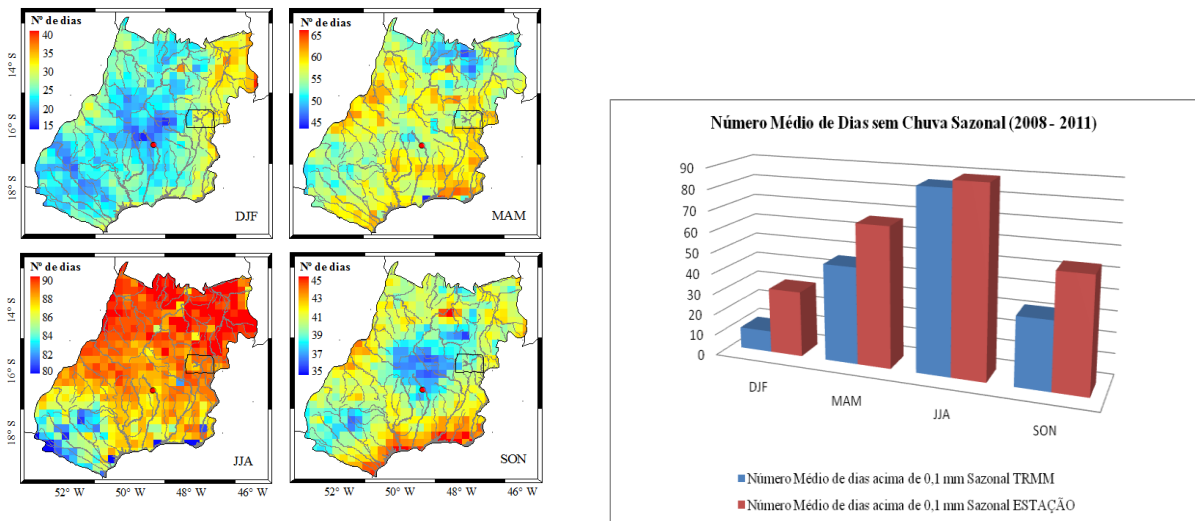 Nº de dias
40
35
30
25
20
15
14° S
16° S
18° S
DJF
Nº de dias
65
60
55
50
45
MAM
Nº de dias
90
88
86
84
82
80
14° S
16° S
18° S
JJA
52° W
50° W
48° W
46° W
Nº de dias
45
43
41
39
37
35
SON
52° W
50° W
48° W
46° W
Número Médio de Dias sem Chuva Sazonal (2008 - 2011)
90
80
70
60
50
40
30
20
10
0
DJF
MAM
JJA
SON
Número Médio de dias acima de 0,1 mm Sazonal TRMM
Número Médio de dias acima de 0,1 mm Sazonal ESTAÇÃO